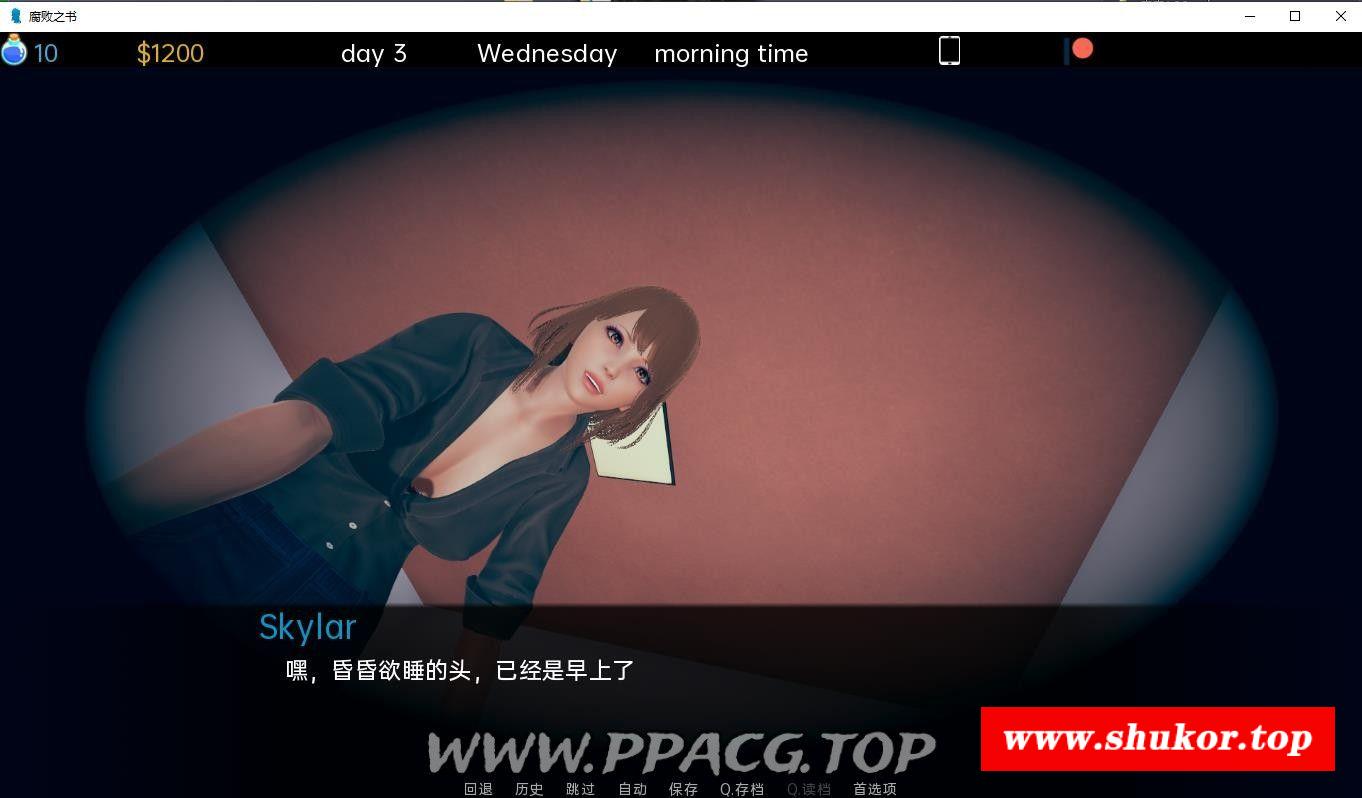 腐败之书
10 $1200 day 3 Wednesday morning time
Skylar
嘿，昏昏欲睡的头，已经是早上了
www.shukor.top
WWW.PPACG.TOP
回退 历史 跳过 自动 保存 Q.存档 Q.读档 首选项